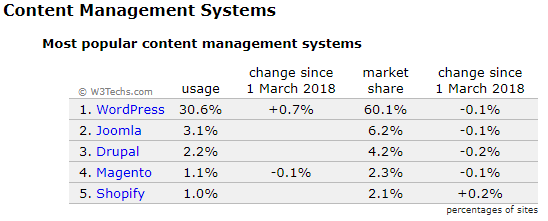 Content Management Systems
Most popular content management systems
© W3Techs.com usage change since 1 March 2018 market share change since 1 March 2018
1. WordPress 30.6% +0.7% 60.1% -0.1%
2. Joomla 3.1% 6.2% -0.1%
3. Drupal 2.2% 4.2% -0.2%
4. Magento 1.1% -0.1% 2.3% -0.1%
5. Shopify 1.0% 2.1% +0.2%
percentages of sites